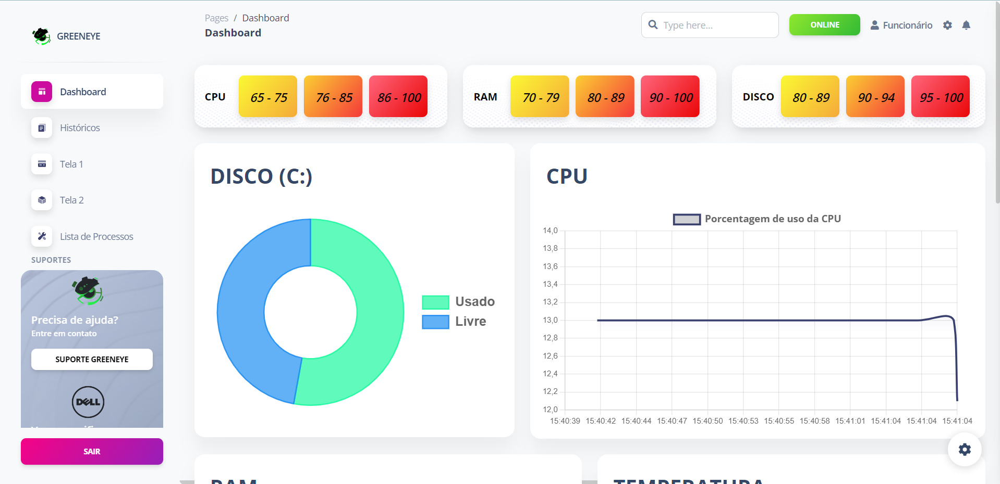 GREENEYE
Dashboard
Históricos
Tela 1
Tela 2
Lista de Processos
SUPORTES
Precisa de ajuda?
Entre em contato
SUPORTE GREENEYE
DELL
SAIR
Pages / Dashboard
Dashboard
Type here...
ONLINE
Funcionário
CPU 65 - 75 76 - 85 86 - 100
RAM 70 - 79 80 - 89 90 - 100
DISCO 80 - 89 90 - 94 95 - 100
DISCO (C:)
Usado
Livre
CPU
Porcentagem de uso da CPU
14,0
13,8
13,6
13,4
13,2
13,0
12,8
12,6
12,4
12,2
12,0
15:40:39 15:40:42 15:40:44 15:40:47 15:40:50 15:40:53 15:40:55 15:40:58 15:41:01 15:41:04 15:41:04 15:41:04
RAM
TEMPERATURA